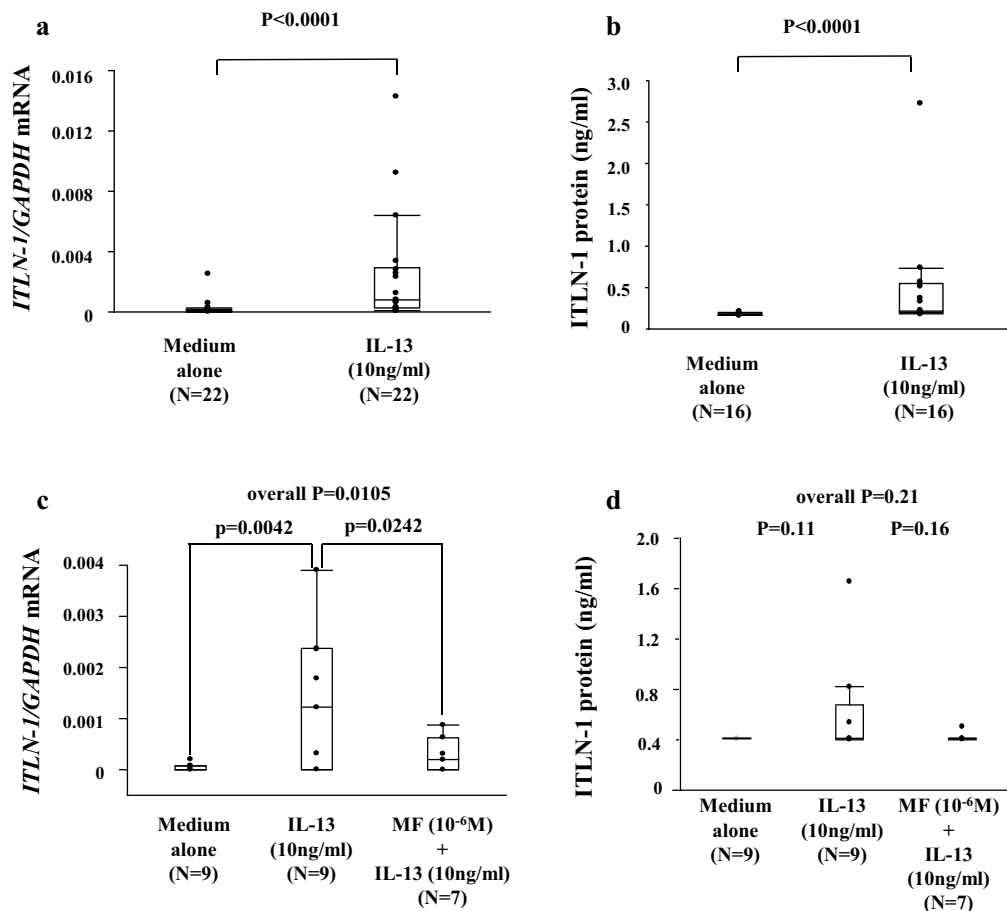 a
P<0.0001
ITLN-1/GAPDH mRNA
0.016
0.012
0.008
0.004
0
Medium
alone
(N=22)
IL-13
(10ng/ml)
(N=22)
b
P<0.0001
ITLN-1 protein (ng/ml)
3.0
2.5
2.0
1.5
1.0
0.5
0
Medium
alone
(N=16)
IL-13
(10ng/ml)
(N=16)
c
overall P=0.0105
p=0.0042
p=0.0242
ITLN-1/GAPDH mRNA
0.004
0.003
0.002
0.001
0
Medium
alone
(N=9)
IL-13
(10ng/ml)
(N=9)
MF (10⁻⁶M)
+
IL-13 (10ng/ml)
(N=7)
d
overall P=0.21
P=0.11
P=0.16
ITLN-1 protein (ng/ml)
2.0
1.6
1.2
0.8
0.4
0
Medium
alone
(N=9)
IL-13
(10ng/ml)
(N=9)
MF (10⁻⁶M)
+
IL-13
(10ng/ml)
(N=7)